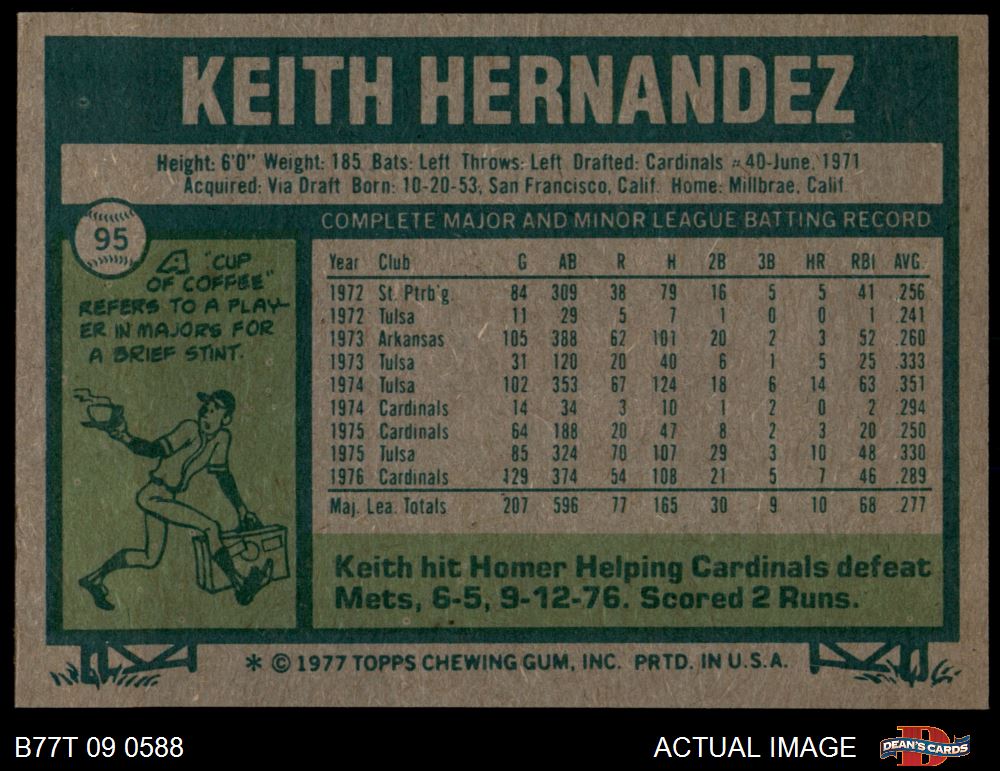 KEITH HERNANDEZ
Height: 6'0" Weight: 185 Bats: Left Throws: Left Drafted: Cardinals #40-June, 1971
Acquired: Via Draft Born: 10-20-53, San Francisco, Calif. Home: Millbrae, Calif
95
COMPLETE MAJOR AND MINOR LEAGUE BATTING RECORD
A "CUP
OF COFFEE"
REFERS TO A PLAY-
ER IN MAJORS FOR
A BRIEF STINT.
Year Club G AB R H 2B 3B HR RBI AVG.
1972 St. Ptrb'g. 84 309 38 79 16 5 5 41 .256
1972 Tulsa 11 29 5 7 1 0 0 1 .241
1973 Arkansas 105 388 62 101 20 2 3 52 .260
1973 Tulsa 31 120 20 40 6 1 5 25 .333
1974 Tulsa 102 353 67 124 18 6 14 63 .351
1974 Cardinals 14 34 3 10 1 2 0 2 .294
1975 Cardinals 64 188 20 47 8 2 3 20 .250
1975 Tulsa 85 324 70 107 29 3 10 48 .330
1976 Cardinals 129 374 54 108 21 5 7 46 .289
Maj. Lea. Totals 207 596 77 165 30 9 10 68 .277
Keith hit Homer Helping Cardinals defeat
Mets, 6-5, 9-12-76. Scored 2 Runs.
* © 1977 TOPPS CHEWING GUM, INC. PRTD. IN U.S.A.
B77T 09 0588
ACTUAL IMAGE
DEAN'S CARDS